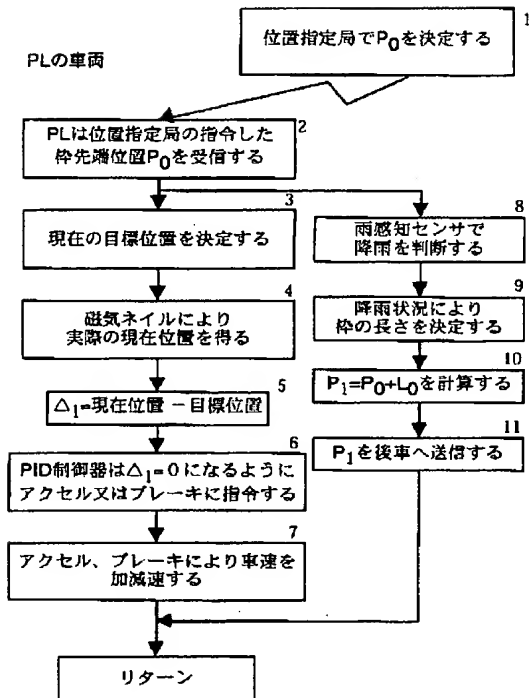 1
位置指定局でP0を決定する
PLの車両
2
PLは位置指定局の指令した
枠先端位置P0を受信する
3
現在の目標位置を決定する
4
磁気ネイルにより
実際の現在位置を得る
5
△1=現在位置 − 目標位置
6
PID制御器は△1=0になるように
アクセル又はブレーキに指令する
7
アクセル、ブレーキにより車速を
加減速する
8
雨感知センサで
降雨を判断する
9
降雨状況により
枠の長さを決定する
10
P1=P0+L0を計算する
11
P1を後車へ送信する
リターン